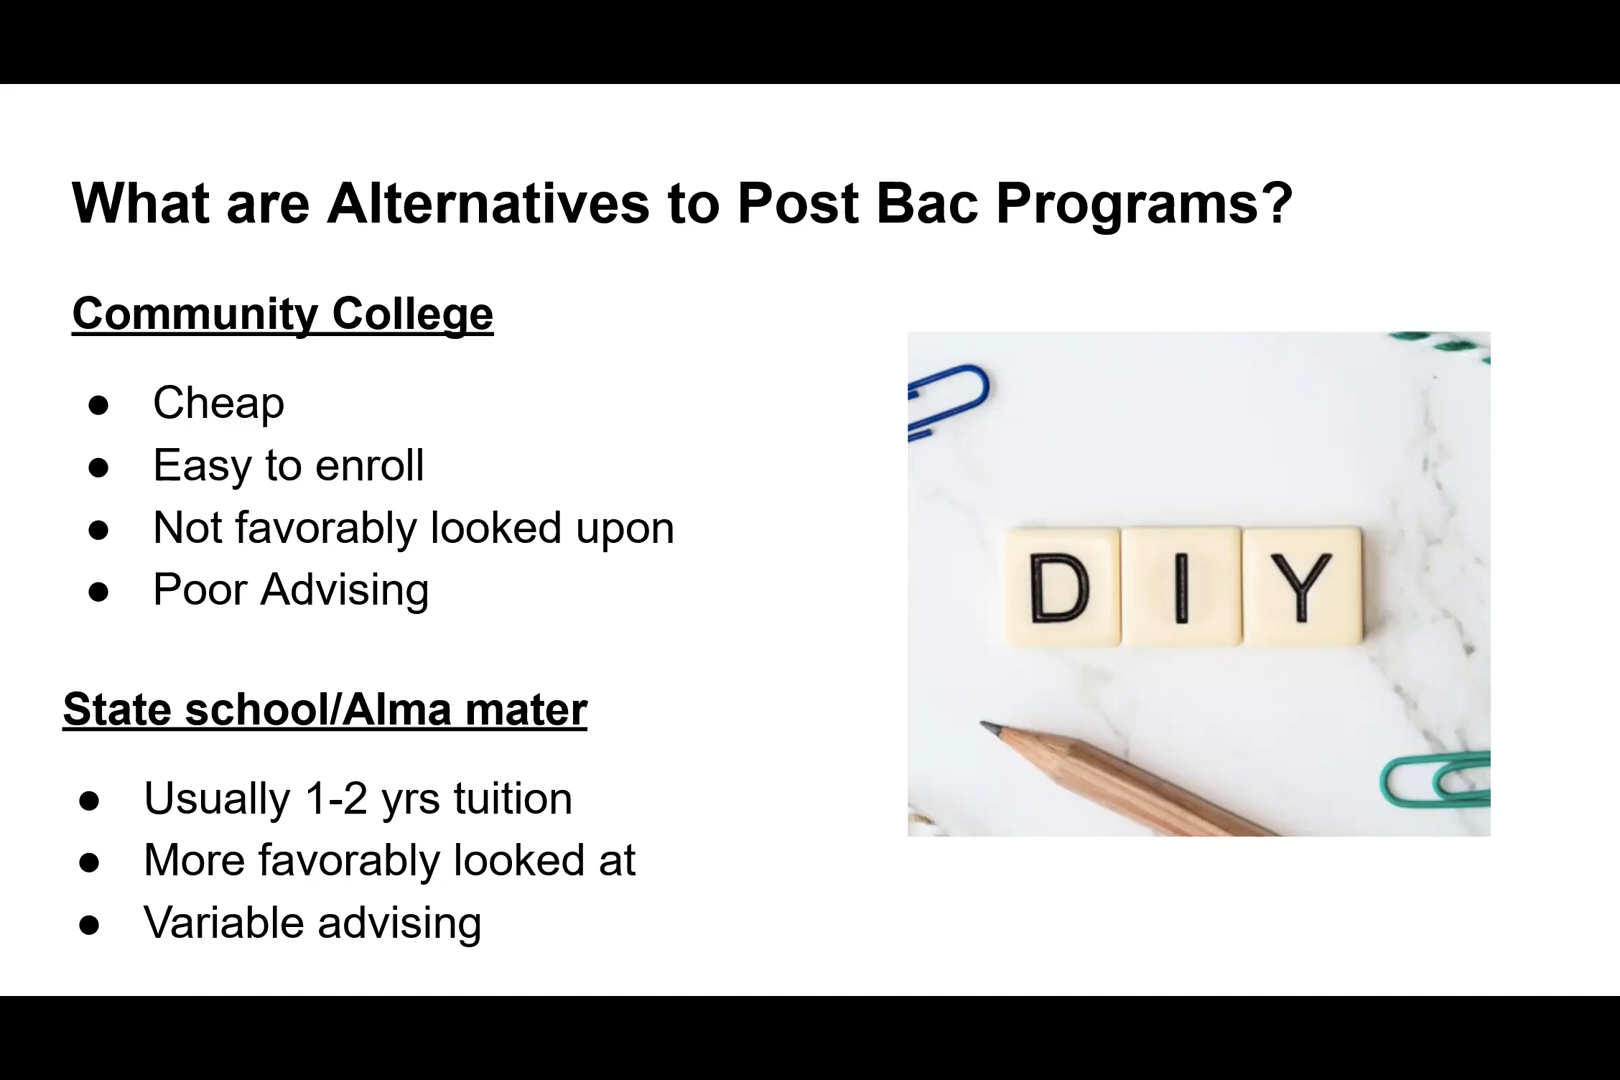 What are Alternatives to Post Bac Programs?
Community College
● Cheap
● Easy to enroll
● Not favorably looked upon
● Poor Advising
State school/Alma mater
● Usually 1-2 yrs tuition
● More favorably looked at
● Variable advising
D I Y